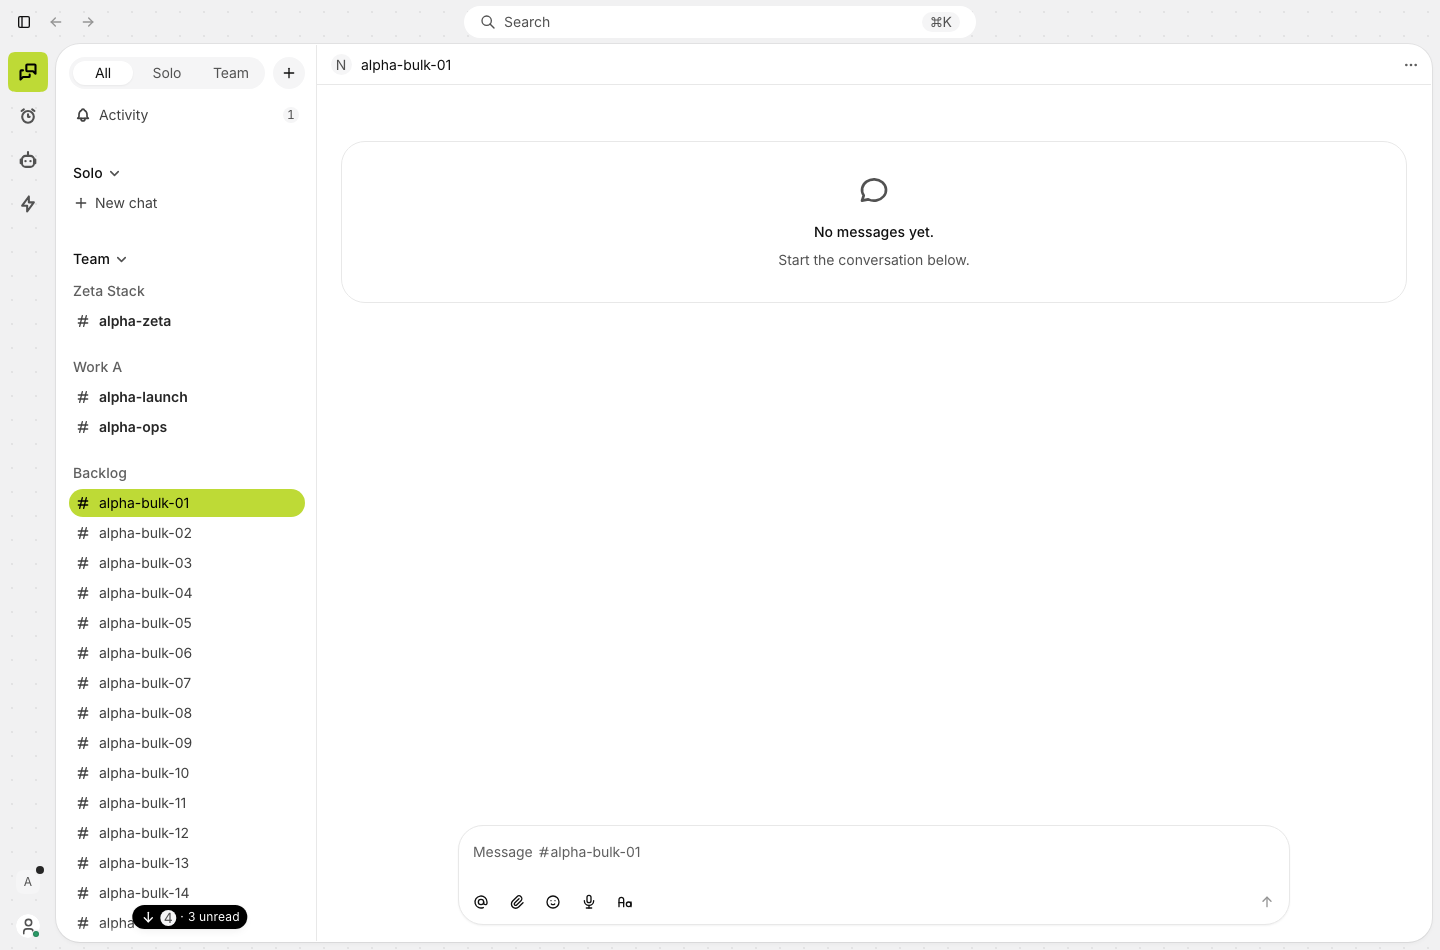 Search
⌘K
All Solo Team
Activity 1
Solo
New chat
Team
Zeta Stack
# alpha-zeta
Work A
# alpha-launch
# alpha-ops
Backlog
# alpha-bulk-01
# alpha-bulk-02
# alpha-bulk-03
# alpha-bulk-04
# alpha-bulk-05
# alpha-bulk-06
# alpha-bulk-07
# alpha-bulk-08
# alpha-bulk-09
# alpha-bulk-10
# alpha-bulk-11
# alpha-bulk-12
# alpha-bulk-13
# alpha-bulk-14
# alpha
4 · 3 unread
A
N alpha-bulk-01
No messages yet.
Start the conversation below.
Message #alpha-bulk-01
Aa